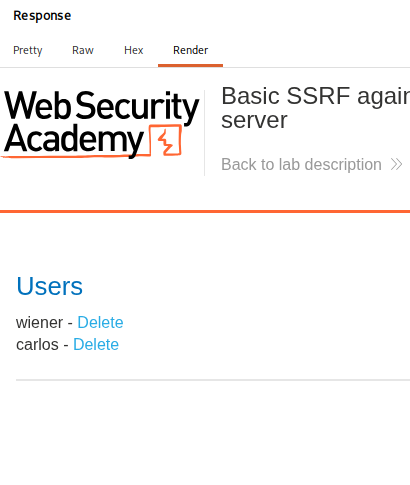 Response
Pretty Raw Hex Render
Web Security
Academy
Basic SSRF again
server
Back to lab description
Users
wiener - Delete
carlos - Delete